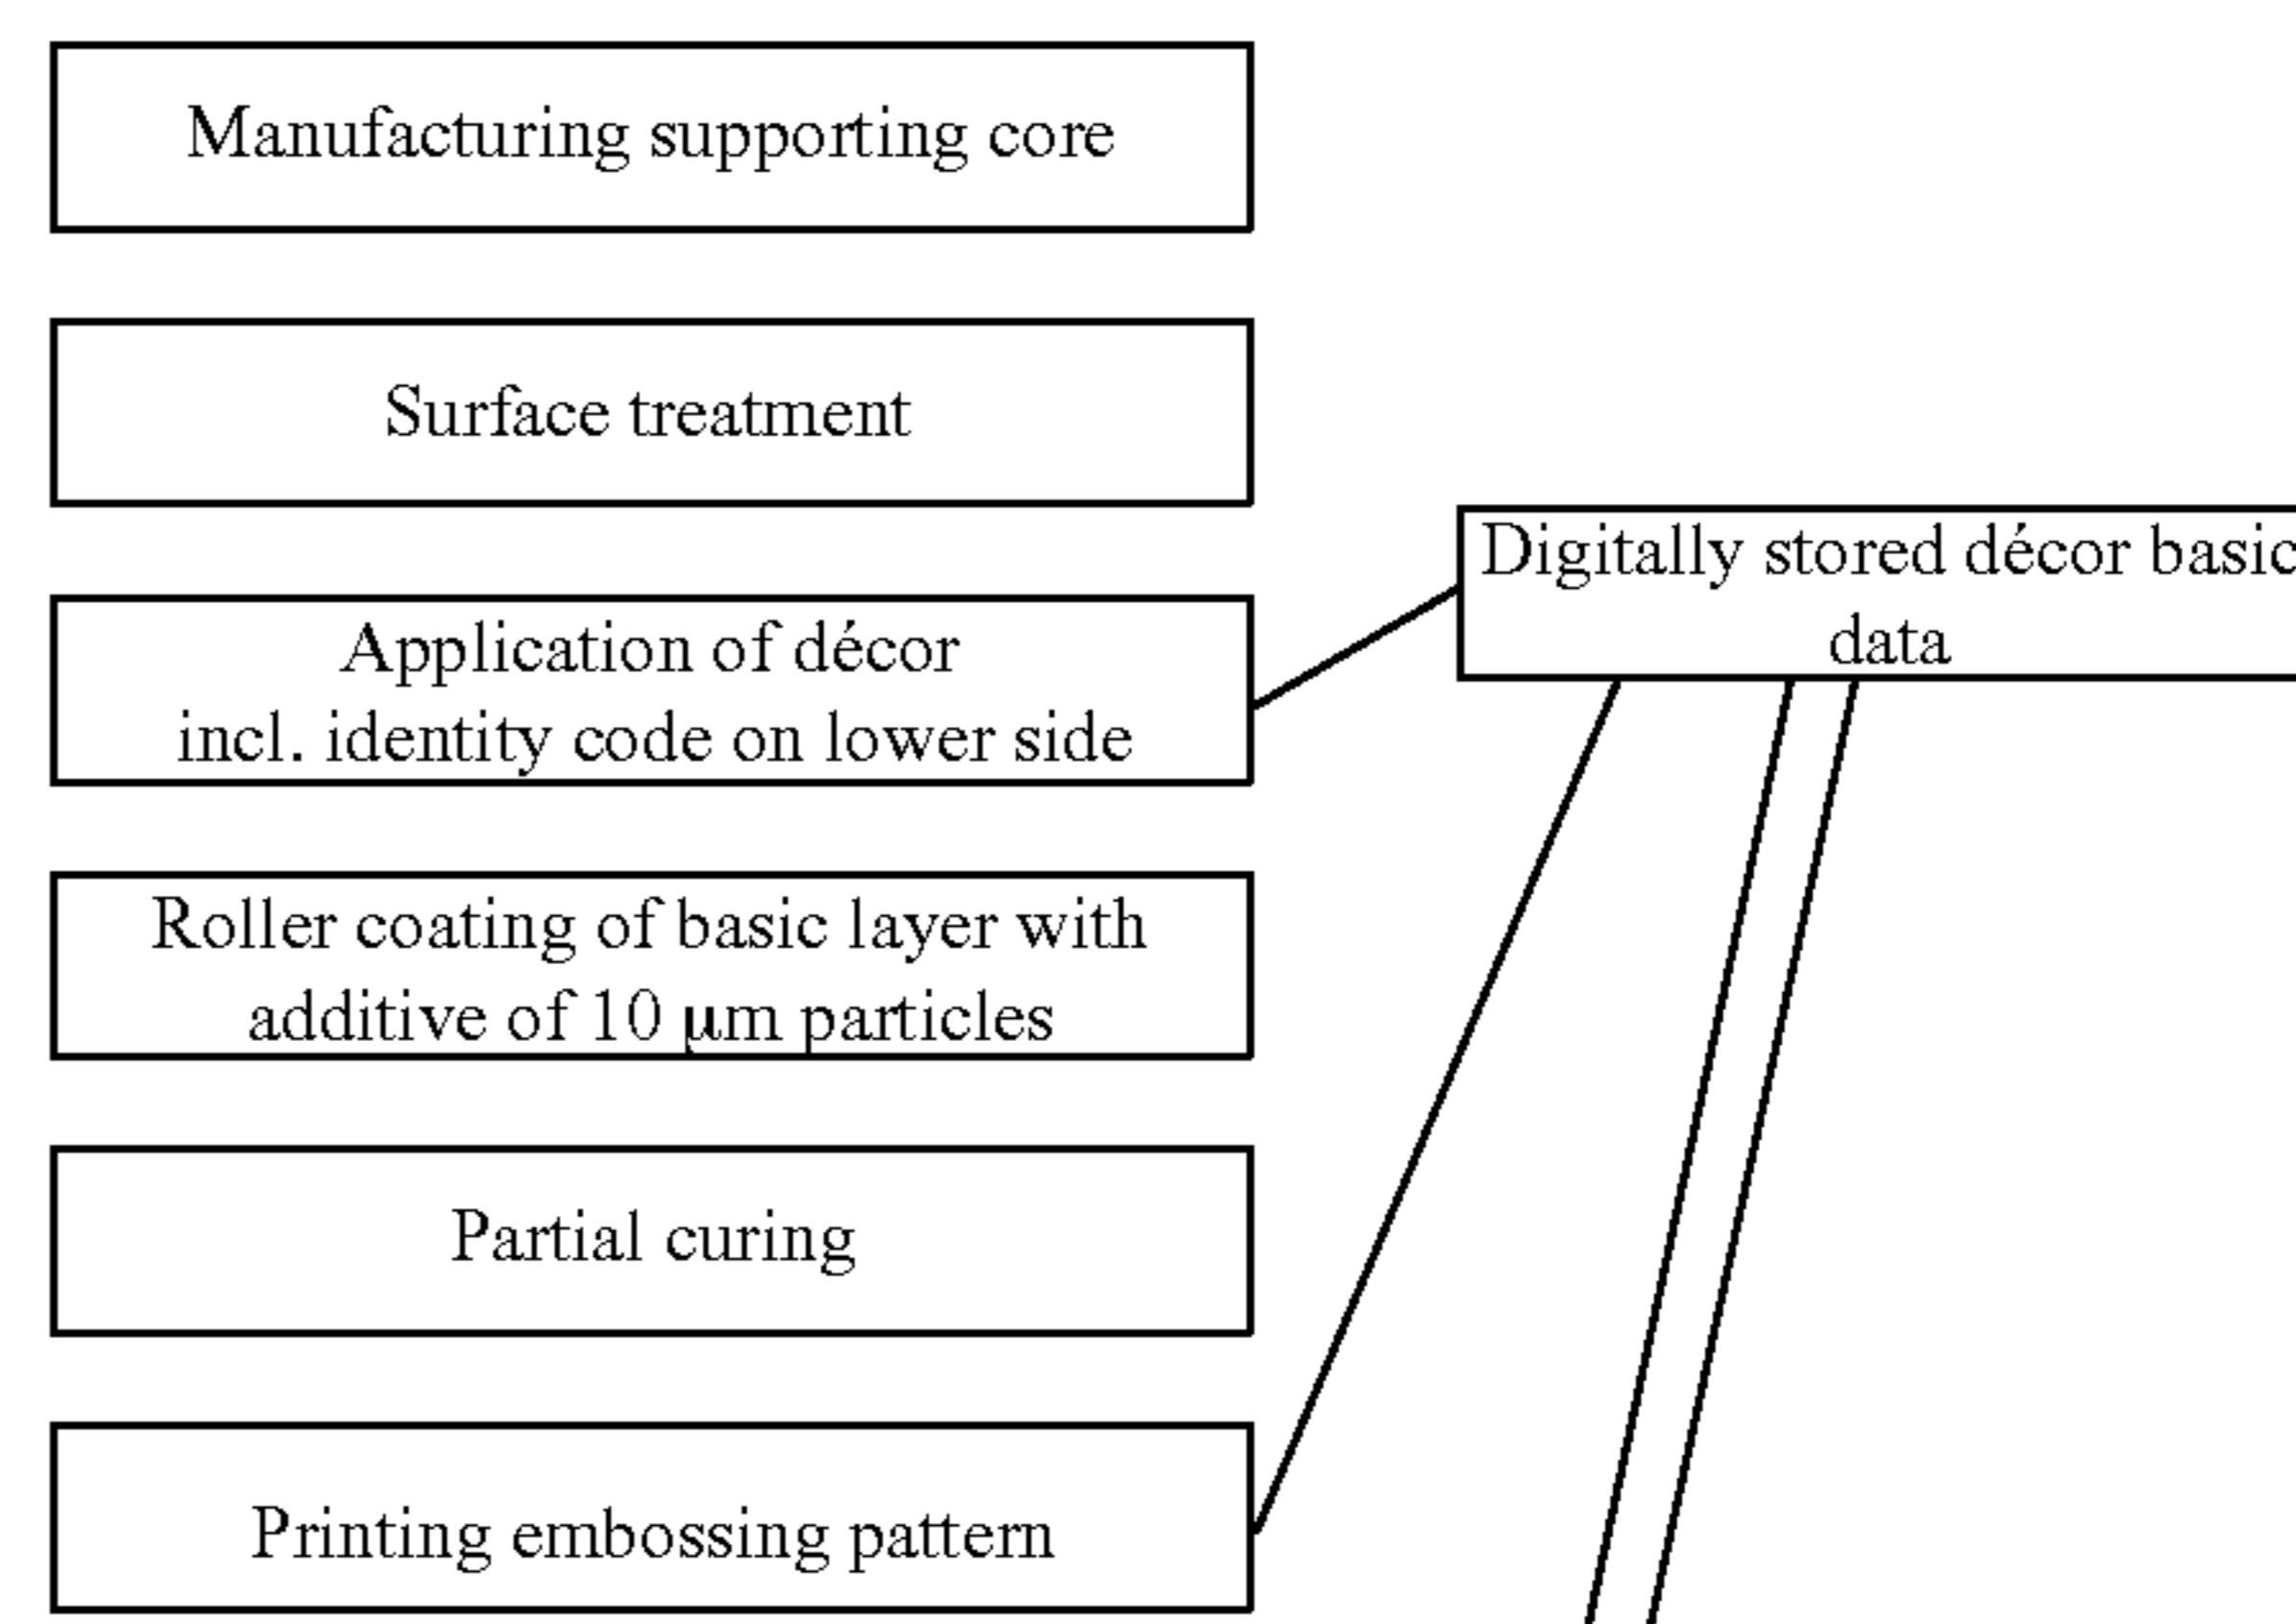 Manufacturing supporting core
Surface treatment
Application of décor
incl. identity code on lower side
Digitally stored décor basic
data
Roller coating of basic layer with
additive of 10 µm particles
Partial curing
Printing embossing pattern